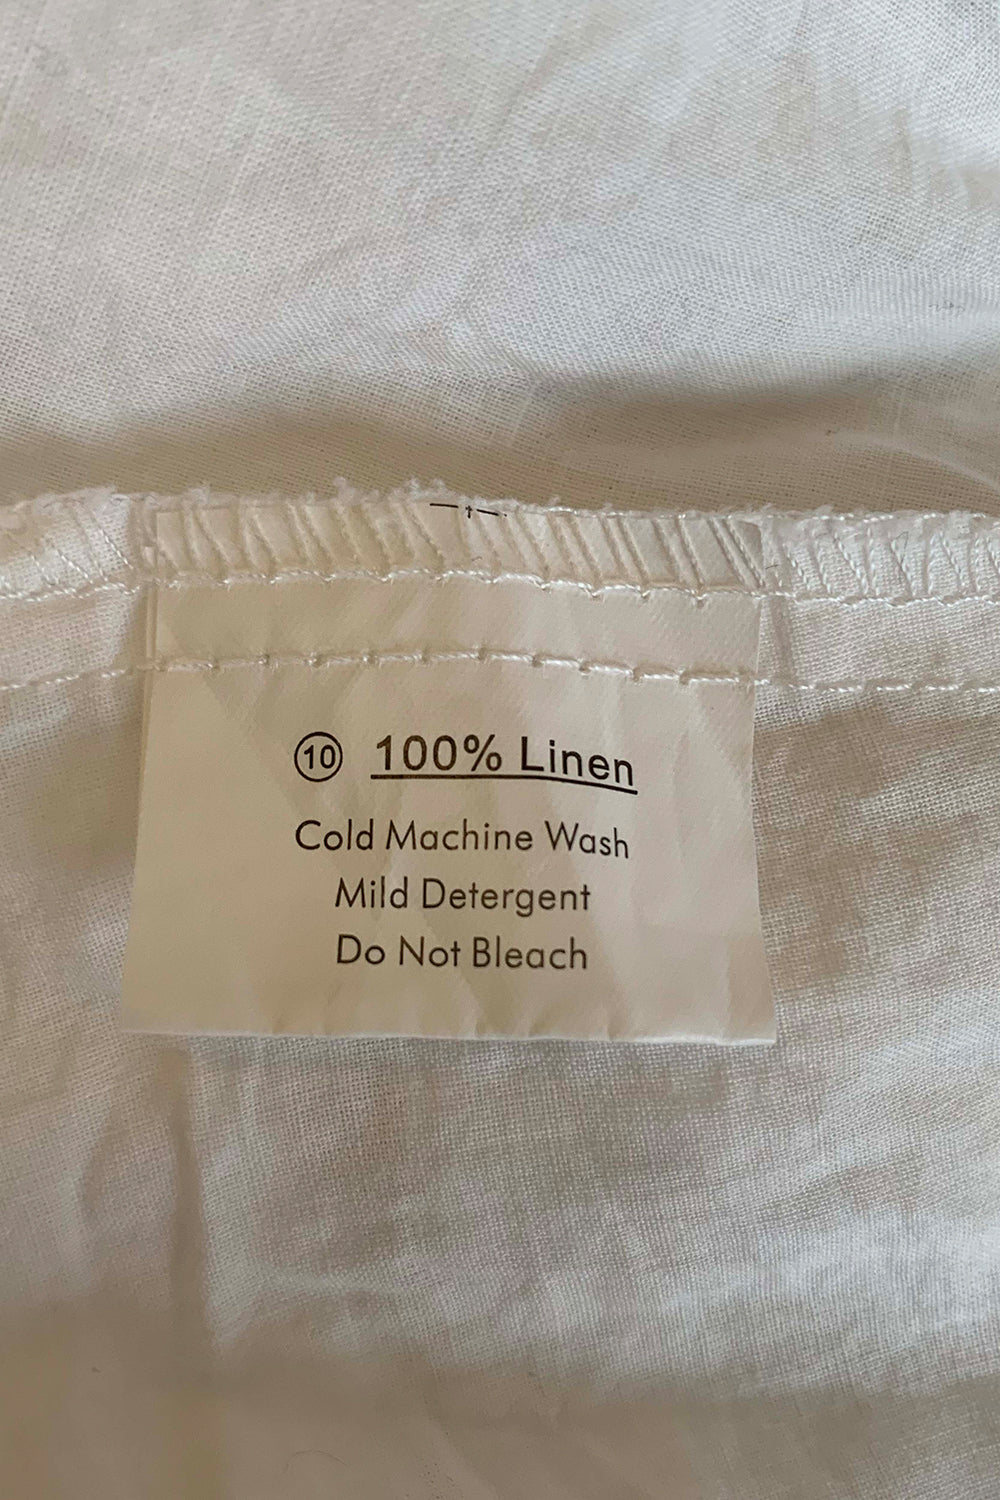 ⑩ 100% Linen
Cold Machine Wash
Mild Detergent
Do Not Bleach